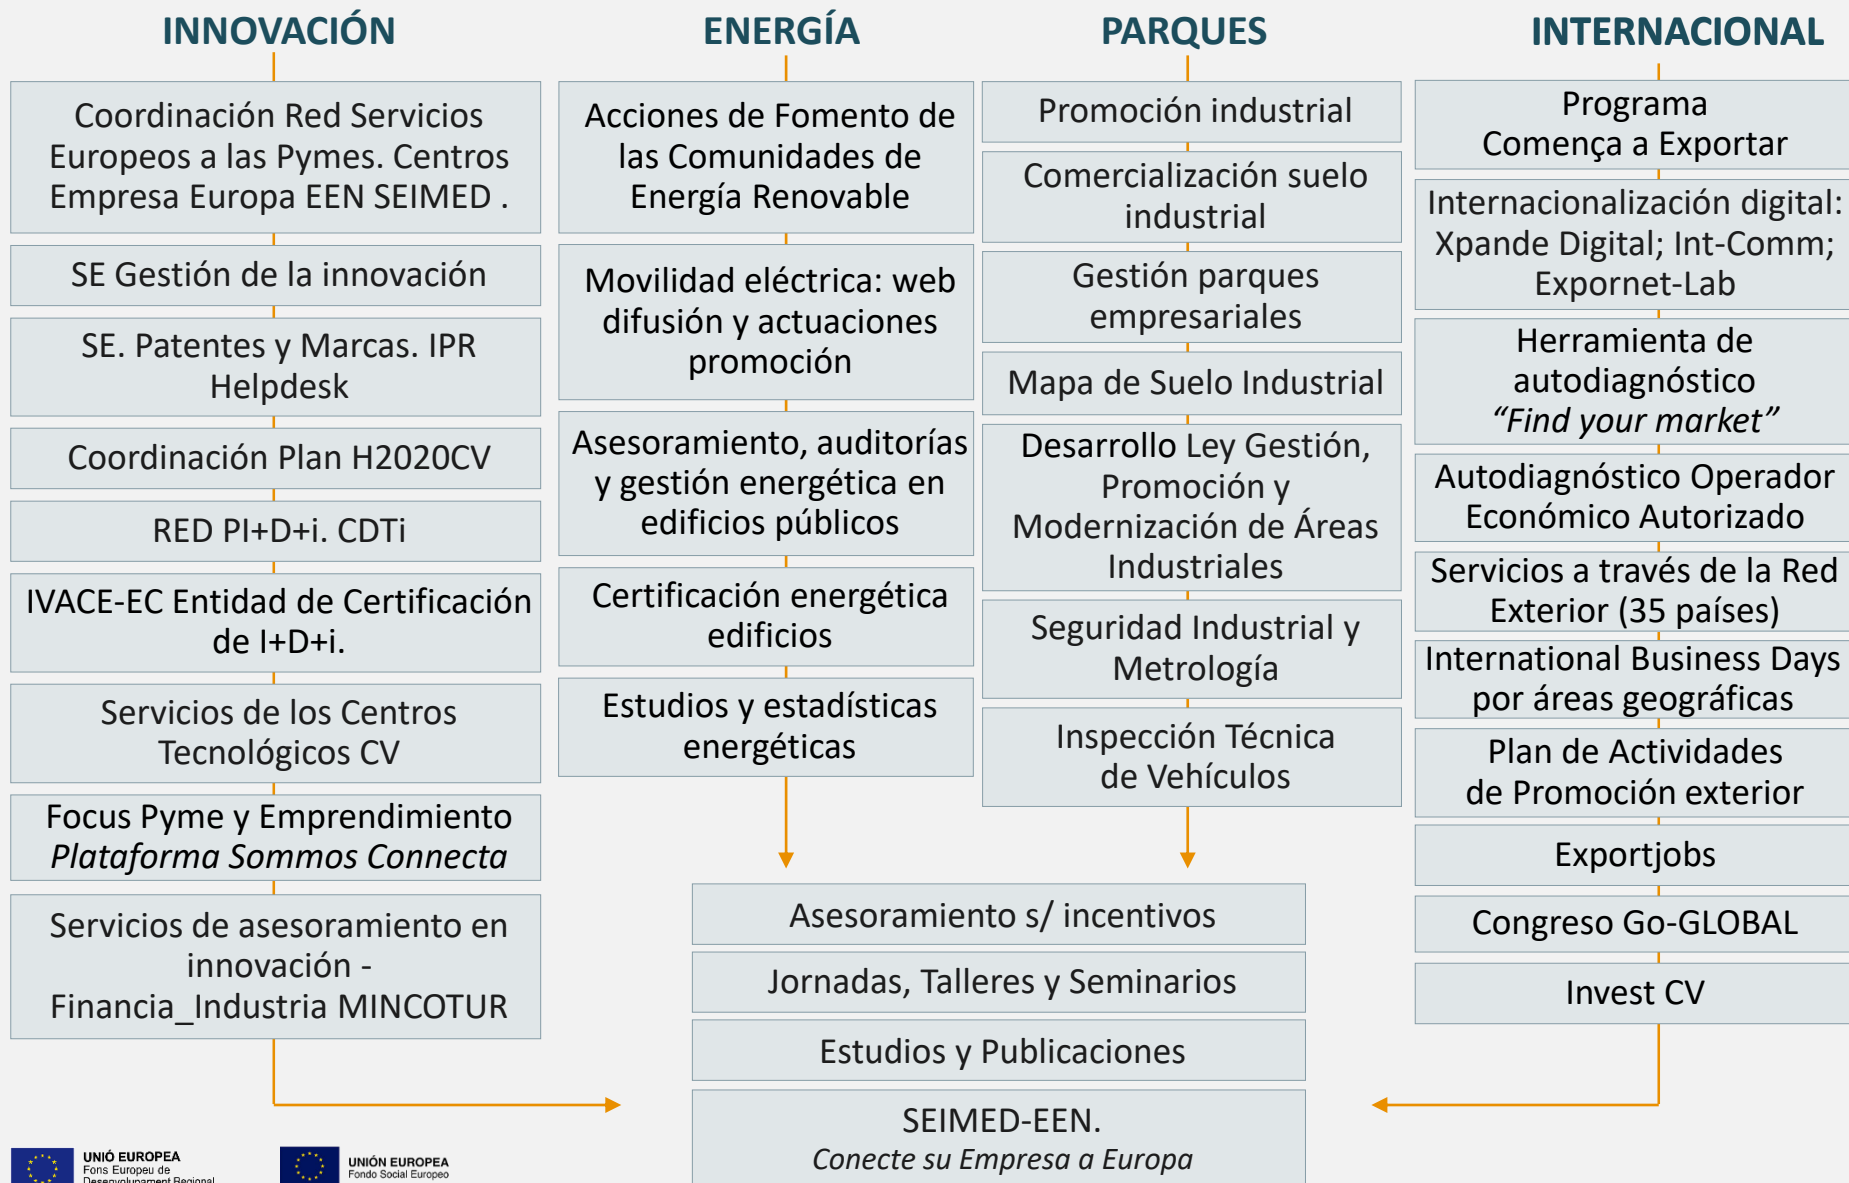 INNOVACIÓN
Coordinación Red Servicios
Europeos a las Pymes. Centros
Empresa Europa EEN SEIMED .
SE Gestión de la innovación
SE. Patentes y Marcas. IPR
Helpdesk
Coordinación Plan H2020CV
RED PI+D+i. CDTi
IVACE-EC Entidad de Certificación
de I+D+i.
Servicios de los Centros
Tecnológicos CV
Focus Pyme y Emprendimiento
Plataforma Sommos Connecta
Servicios de asesoramiento en
innovación -
Financia_Industria MINCOTUR
ENERGÍA
Acciones de Fomento de
las Comunidades de
Energía Renovable
Movilidad eléctrica: web
difusión y actuaciones
promoción
Asesoramiento, auditorías
y gestión energética en
edificios públicos
Certificación energética
edificios
Estudios y estadísticas
energéticas
PARQUES
Promoción industrial
Comercialización suelo
industrial
Gestión parques
empresariales
Mapa de Suelo Industrial
Desarrollo Ley Gestión,
Promoción y
Modernización de Áreas
Industriales
Seguridad Industrial y
Metrología
Inspección Técnica
de Vehículos
INTERNACIONAL
Programa
Comença a Exportar
Internacionalización digital:
Xpande Digital; Int-Comm;
Expornet-Lab
Herramienta de
autodiagnóstico
“Find your market”
Autodiagnóstico Operador
Económico Autorizado
Servicios a través de la Red
Exterior (35 países)
International Business Days
por áreas geográficas
Plan de Actividades
de Promoción exterior
Exportjobs
Congreso Go-GLOBAL
Invest CV
Asesoramiento s/ incentivos
Jornadas, Talleres y Seminarios
Estudios y Publicaciones
SEIMED-EEN.
Conecte su Empresa a Europa
UNIÓ EUROPEA
Fons Europeu de
Desenvolupament Regional
UNIÓN EUROPEA
Fondo Social Europeo